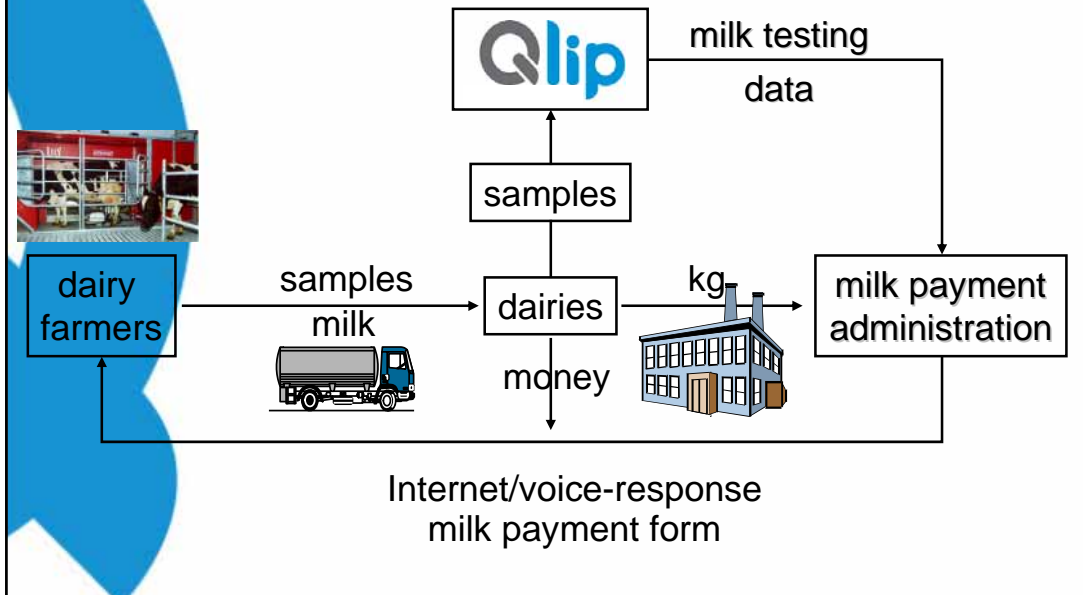 Qlip
milk testing
data
samples
dairy
farmers
samples
milk
dairies
kg
milk payment
administration
money
Internet/voice-response
milk payment form